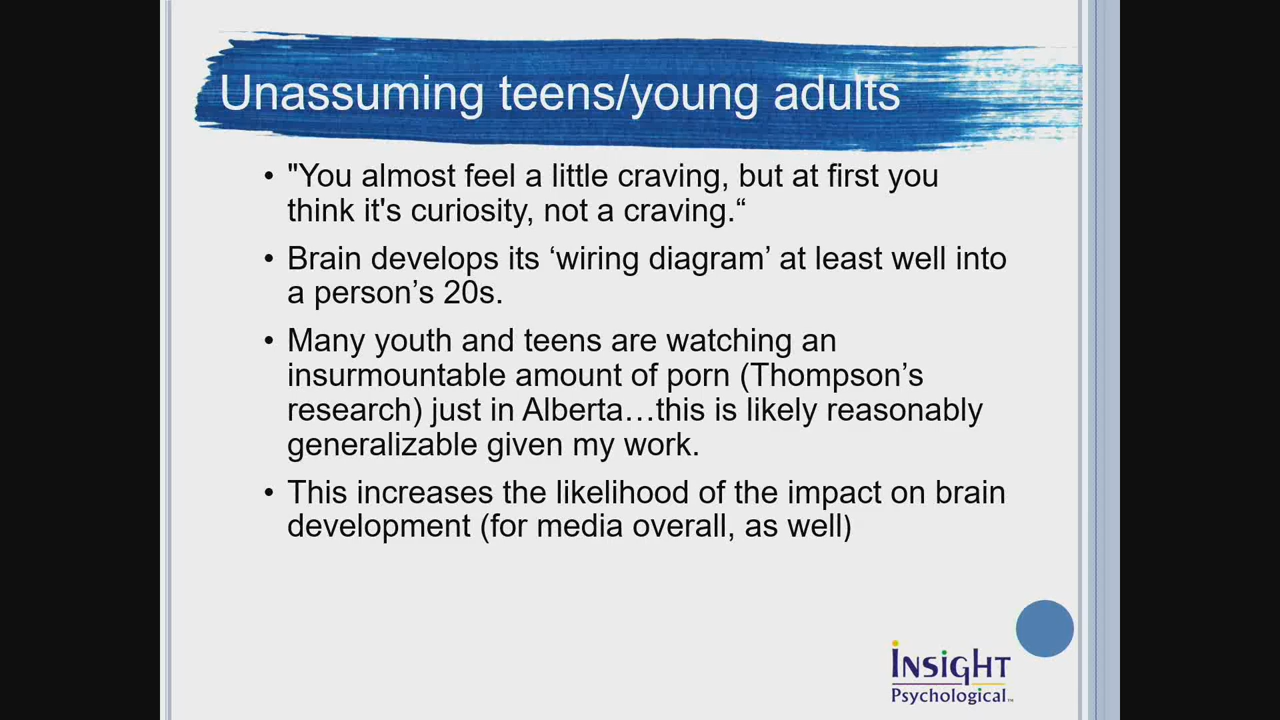 Unassuming teens/young adults
• "You almost feel a little craving, but at first you
think it's curiosity, not a craving.“
• Brain develops its ‘wiring diagram’ at least well into
a person’s 20s.
• Many youth and teens are watching an
insurmountable amount of porn (Thompson’s
research) just in Alberta…this is likely reasonably
generalizable given my work.
• This increases the likelihood of the impact on brain
development (for media overall, as well)
Insight
Psychological™